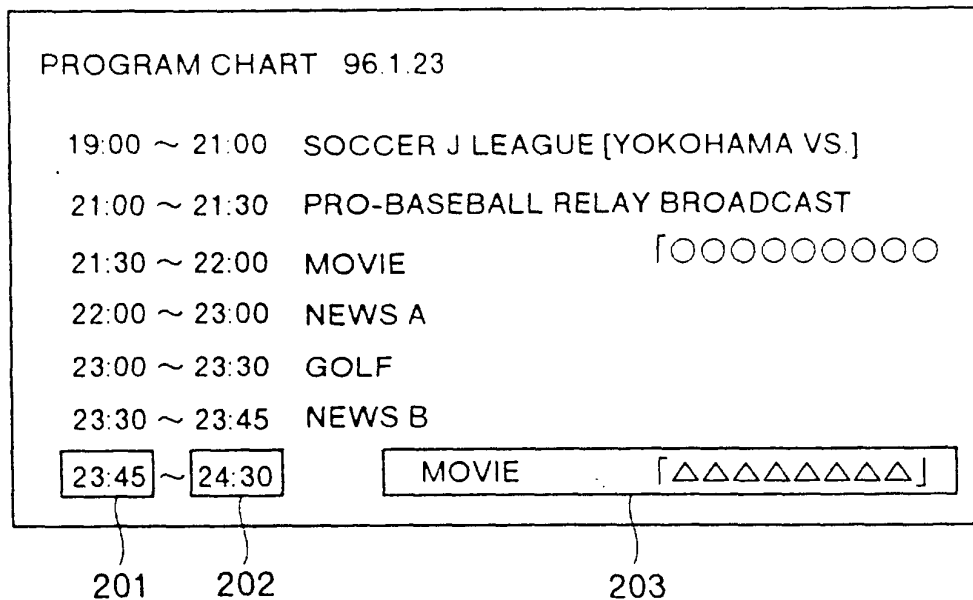 PROGRAM CHART 96.1.23
19:00 ~ 21:00 SOCCER J LEAGUE [YOKOHAMA VS.]
21:00 ~ 21:30 PRO-BASEBALL RELAY BROADCAST
21:30 ~ 22:00 MOVIE 「○○○○○○○○○
22:00 ~ 23:00 NEWS A
23:00 ~ 23:30 GOLF
23:30 ~ 23:45 NEWS B
23:45 ~ 24:30 MOVIE 「△△△△△△△△」
201 202 203